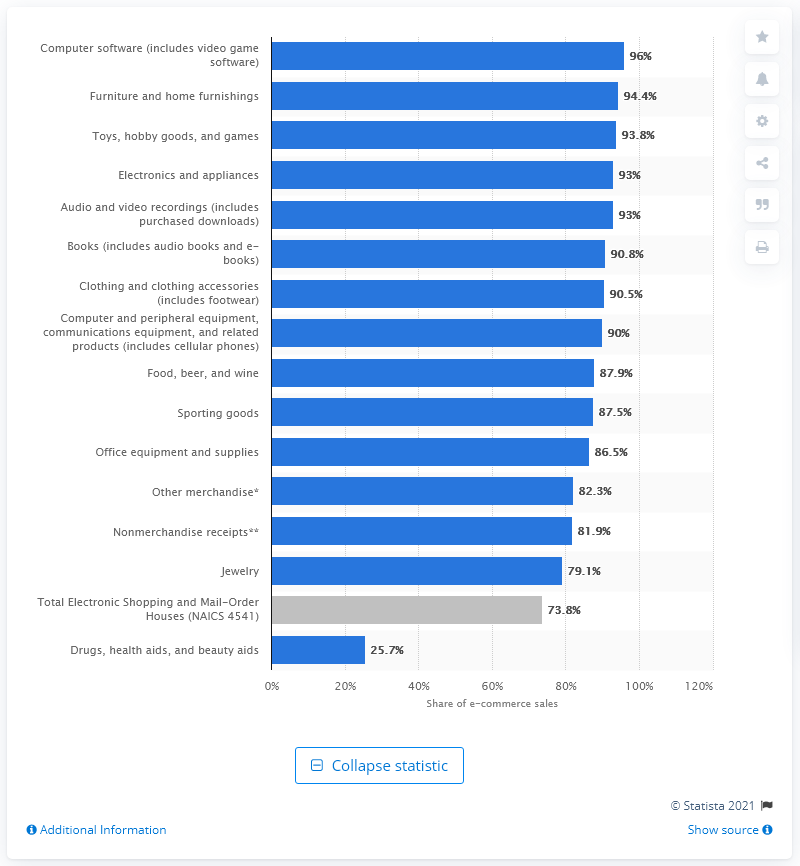 Computer software (includes video game
software)
96%
Furniture and home furnishings
94.4%
Toys, hobby goods, and games
93.8%
Electronics and appliances
93%
Audio and video recordings (includes
purchased downloads)
93%
Books (includes audio books and e-
books)
90.8%
Clothing and clothing accessories
(includes footwear)
90.5%
Computer and peripheral equipment,
communications equipment, and related
products (includes cellular phones)
90%
Food, beer, and wine
87.9%
Sporting goods
87.5%
Office equipment and supplies
86.5%
Other merchandise*
82.3%
Nonmerchandise receipts**
81.9%
Jewelry
79.1%
Total Electronic Shopping and Mail-Order
Houses (NAICS 4541)
73.8%
Drugs, health aids, and beauty aids
25.7%
0% 20% 40% 60% 80% 100% 120%
Share of e-commerce sales
Collapse statistic
© Statista 2021
Additional Information
Show source